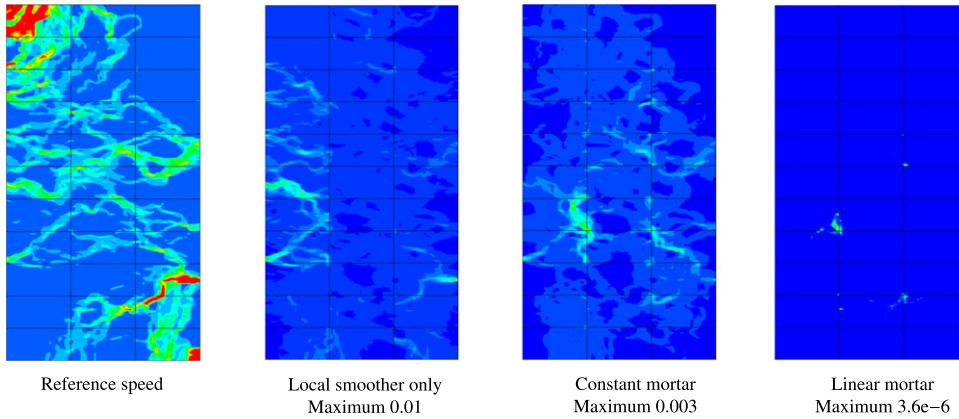 Reference speed
Local smoother only
Maximum 0.01
Constant mortar
Maximum 0.003
Linear mortar
Maximum 3.6e−6